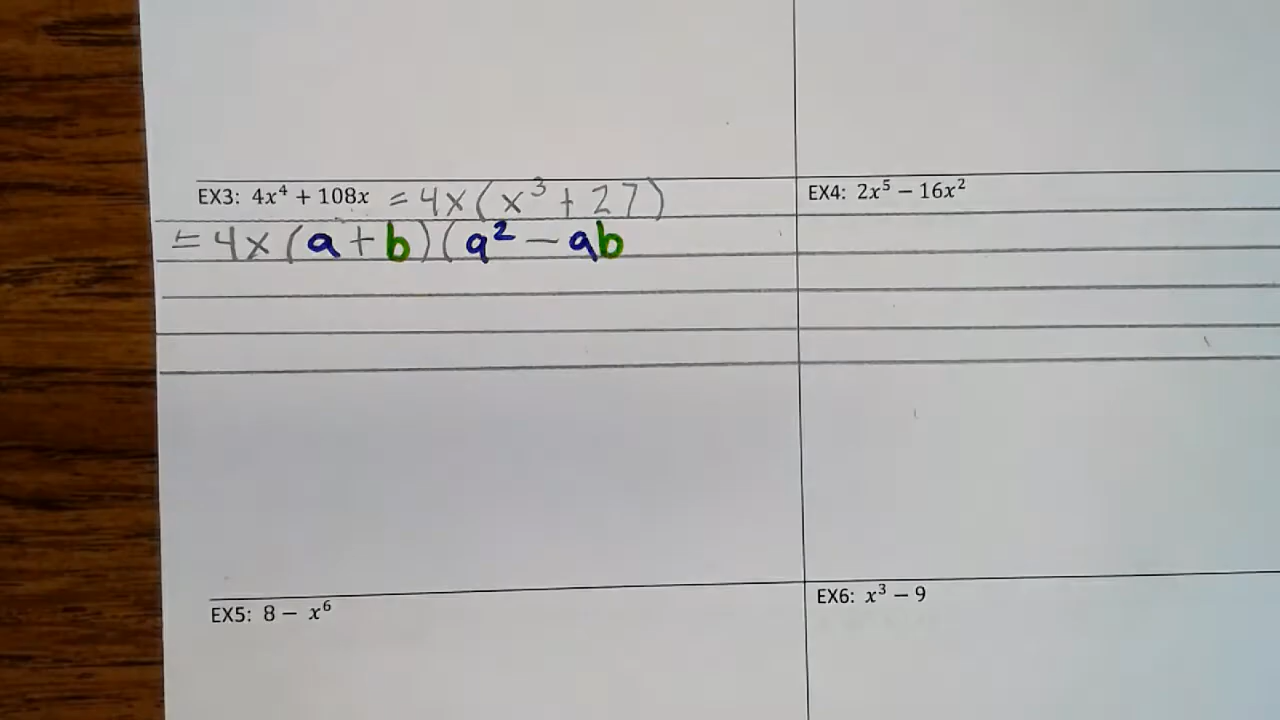 EX3: 4x⁴ + 108x = 4x(x³ + 27)
= 4x(a + b)(a² − ab
EX4: 2x⁵ − 16x²
EX5: 8 − x⁶
EX6: x³ − 9